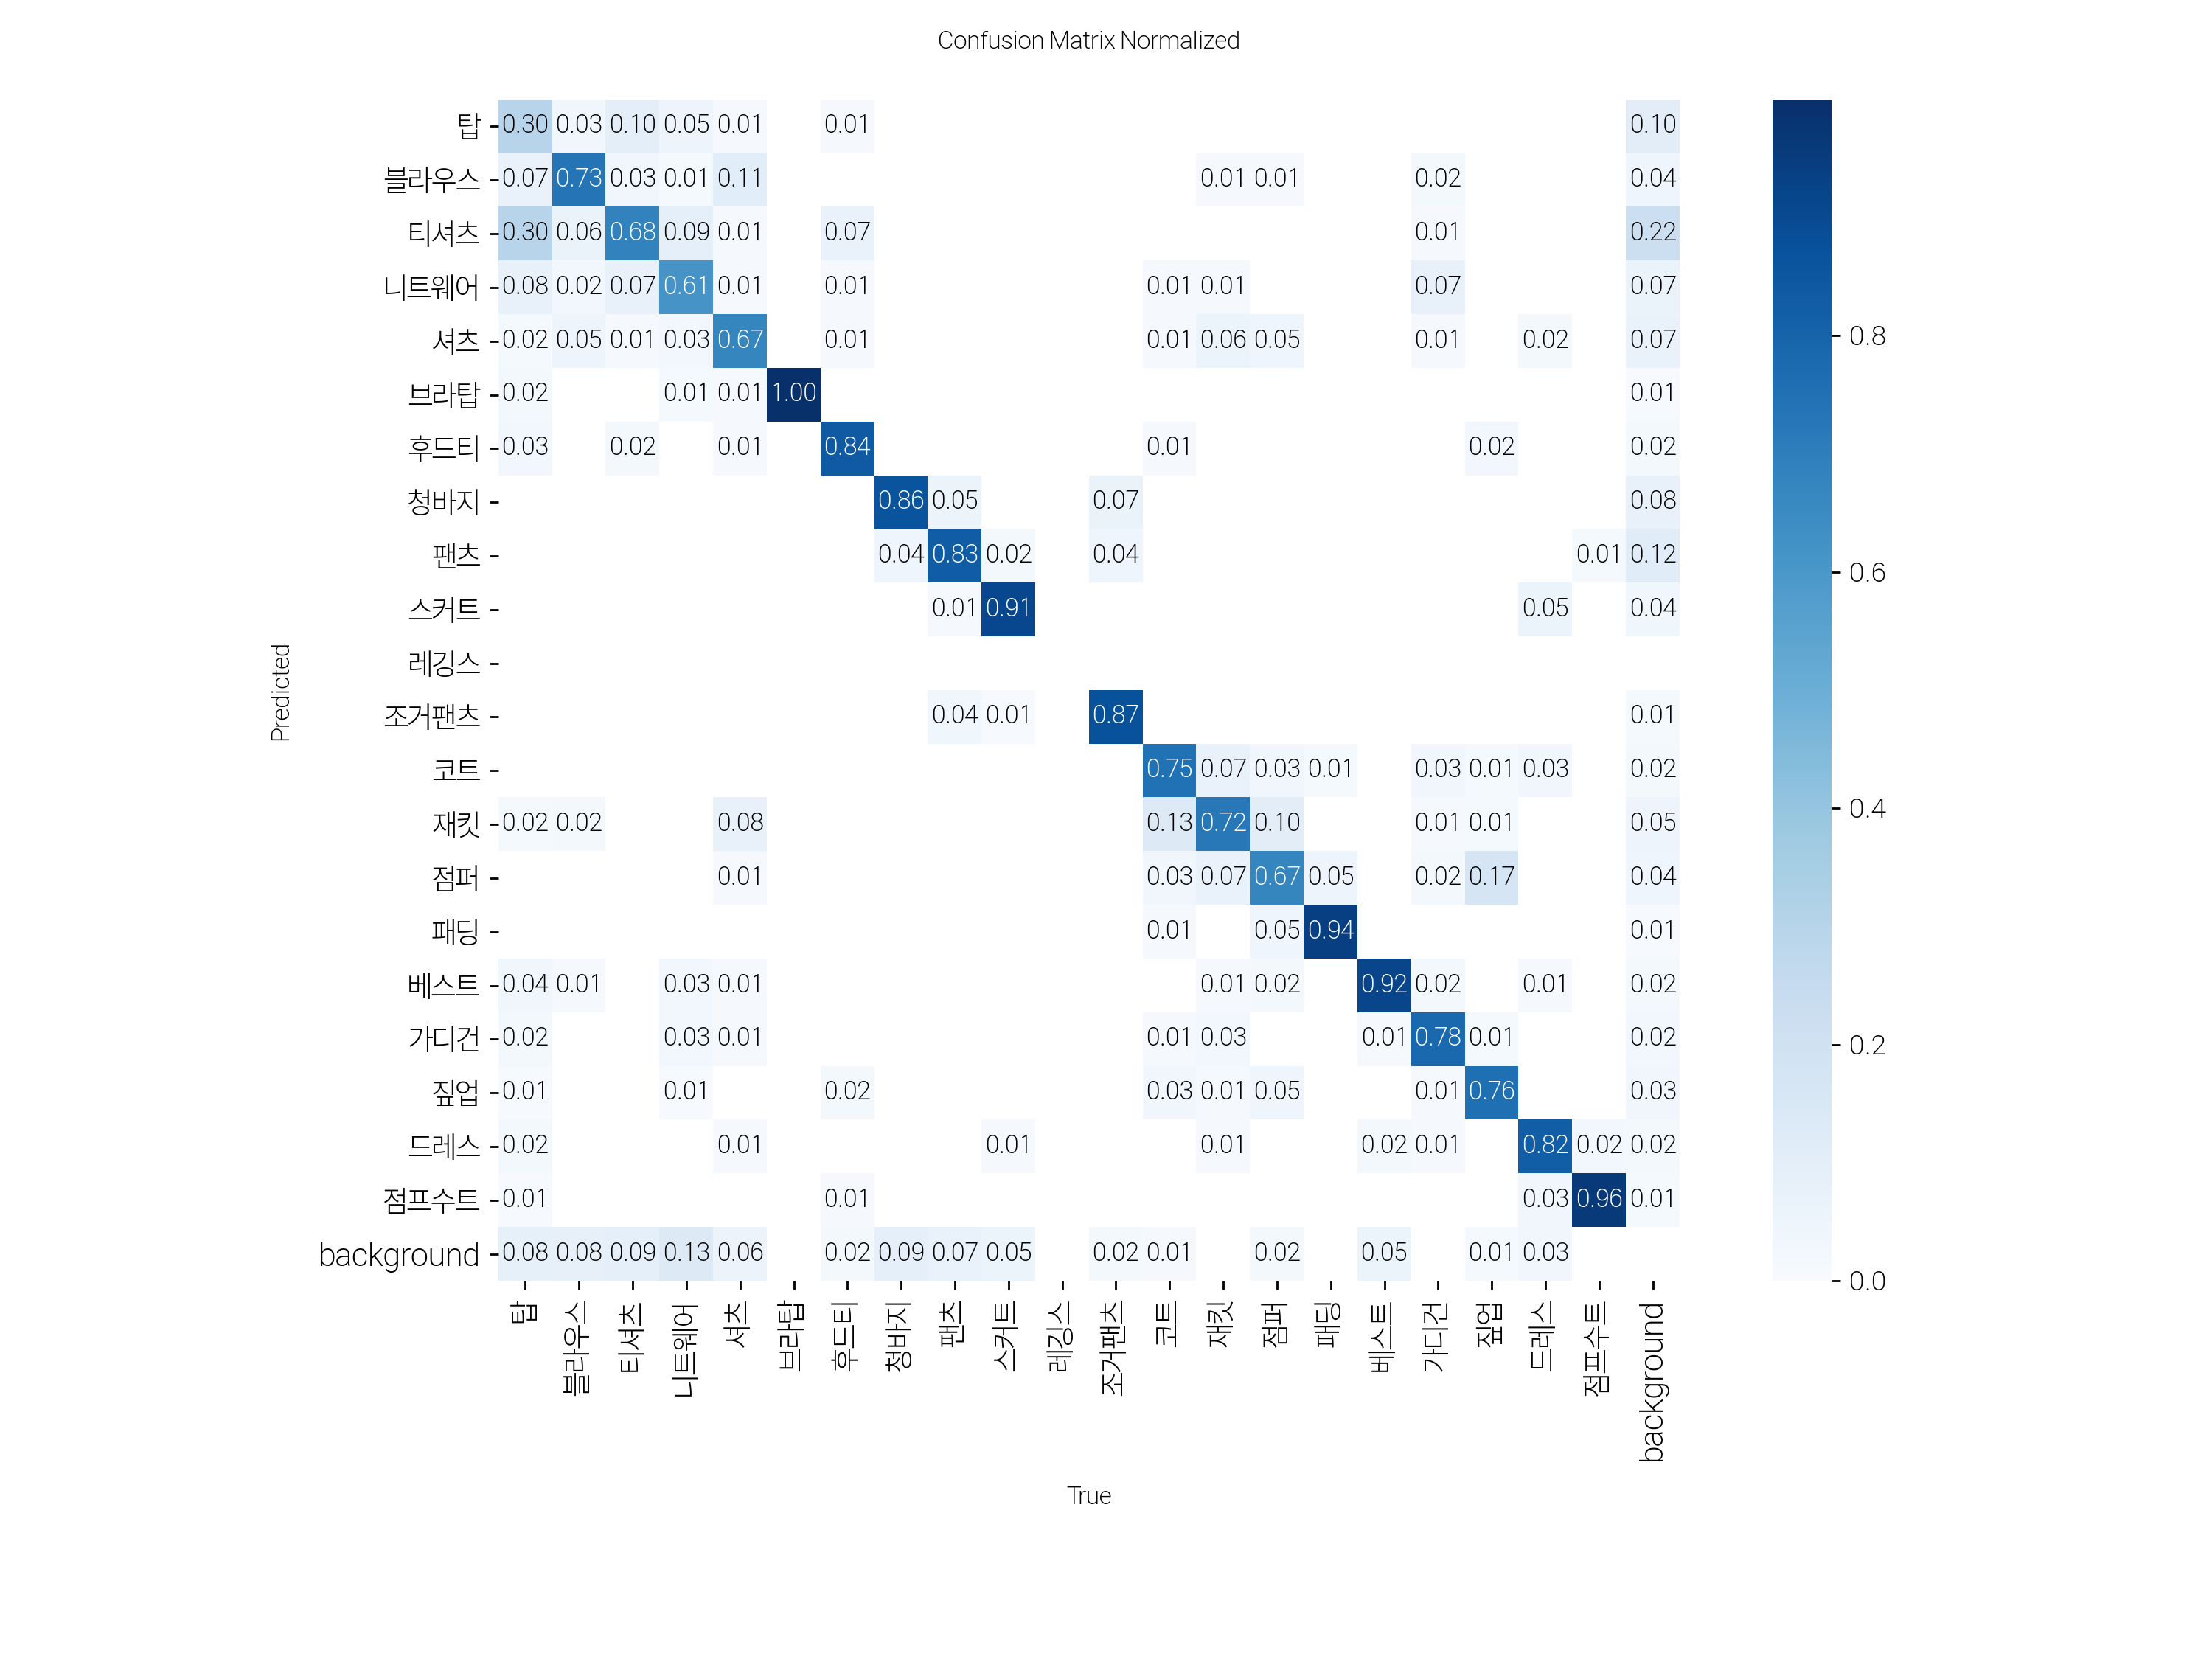 Confusion Matrix Normalized
탑 0.30 0.03 0.10 0.05 0.01 0.01 0.10
블라우스 0.07 0.73 0.03 0.01 0.11 0.01 0.01 0.02 0.04
티셔츠 0.30 0.06 0.68 0.09 0.01 0.07 0.01 0.22
니트웨어 0.08 0.02 0.07 0.61 0.01 0.01 0.01 0.01 0.07 0.07
셔츠 0.02 0.05 0.01 0.03 0.67 0.01 0.01 0.06 0.05 0.01 0.02 0.07
브라탑 0.02 0.01 0.01 1.00 0.01
후드티 0.03 0.02 0.01 0.84 0.01 0.02 0.02
청바지 0.86 0.05 0.07 0.08
팬츠 0.04 0.83 0.02 0.04 0.01 0.12
스커트 0.01 0.91 0.05 0.04
레깅스
조거팬츠 0.04 0.01 0.87 0.01
코트 0.75 0.07 0.03 0.01 0.03 0.01 0.03 0.02
재킷 0.02 0.02 0.08 0.13 0.72 0.10 0.01 0.01 0.05
점퍼 0.01 0.03 0.07 0.67 0.05 0.02 0.17 0.04
패딩 0.01 0.05 0.94 0.01
베스트 0.04 0.01 0.03 0.01 0.01 0.02 0.92 0.02 0.01 0.02
가디건 0.02 0.03 0.01 0.01 0.03 0.01 0.78 0.01 0.02
짚업 0.01 0.01 0.02 0.03 0.01 0.05 0.01 0.76 0.03
드레스 0.02 0.01 0.01 0.01 0.02 0.01 0.82 0.02 0.02
점프수트 0.01 0.01 0.03 0.96 0.01
background 0.08 0.08 0.09 0.13 0.06 0.02 0.09 0.07 0.05 0.02 0.01 0.02 0.05 0.01 0.03
Predicted
탑 블라우스 티셔츠 니트웨어 셔츠 브라탑 후드티 청바지 팬츠 스커트 레깅스 조거팬츠 코트 재킷 점퍼 패딩 베스트 가디건 짚업 드레스 점프수트 background
True
0.8
0.6
0.4
0.2
0.0